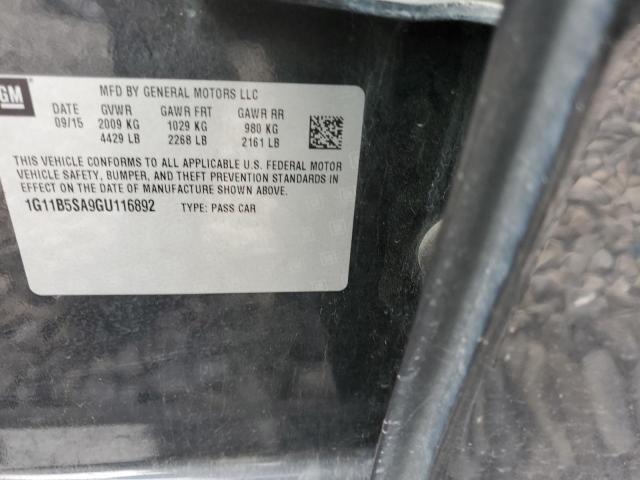 GM
MFD BY GENERAL MOTORS LLC
DATE GVWR GAWR FRT GAWR RR
09/15 2009 KG 1029 KG 980 KG
4429 LB 2268 LB 2161 LB
THIS VEHICLE CONFORMS TO ALL APPLICABLE U.S. FEDERAL MOTOR
VEHICLE SAFETY, BUMPER, AND THEFT PREVENTION STANDARDS IN
EFFECT ON THE DATE OF MANUFACTURE SHOWN ABOVE.
1G11B5SA9GU116892 TYPE: PASS CAR